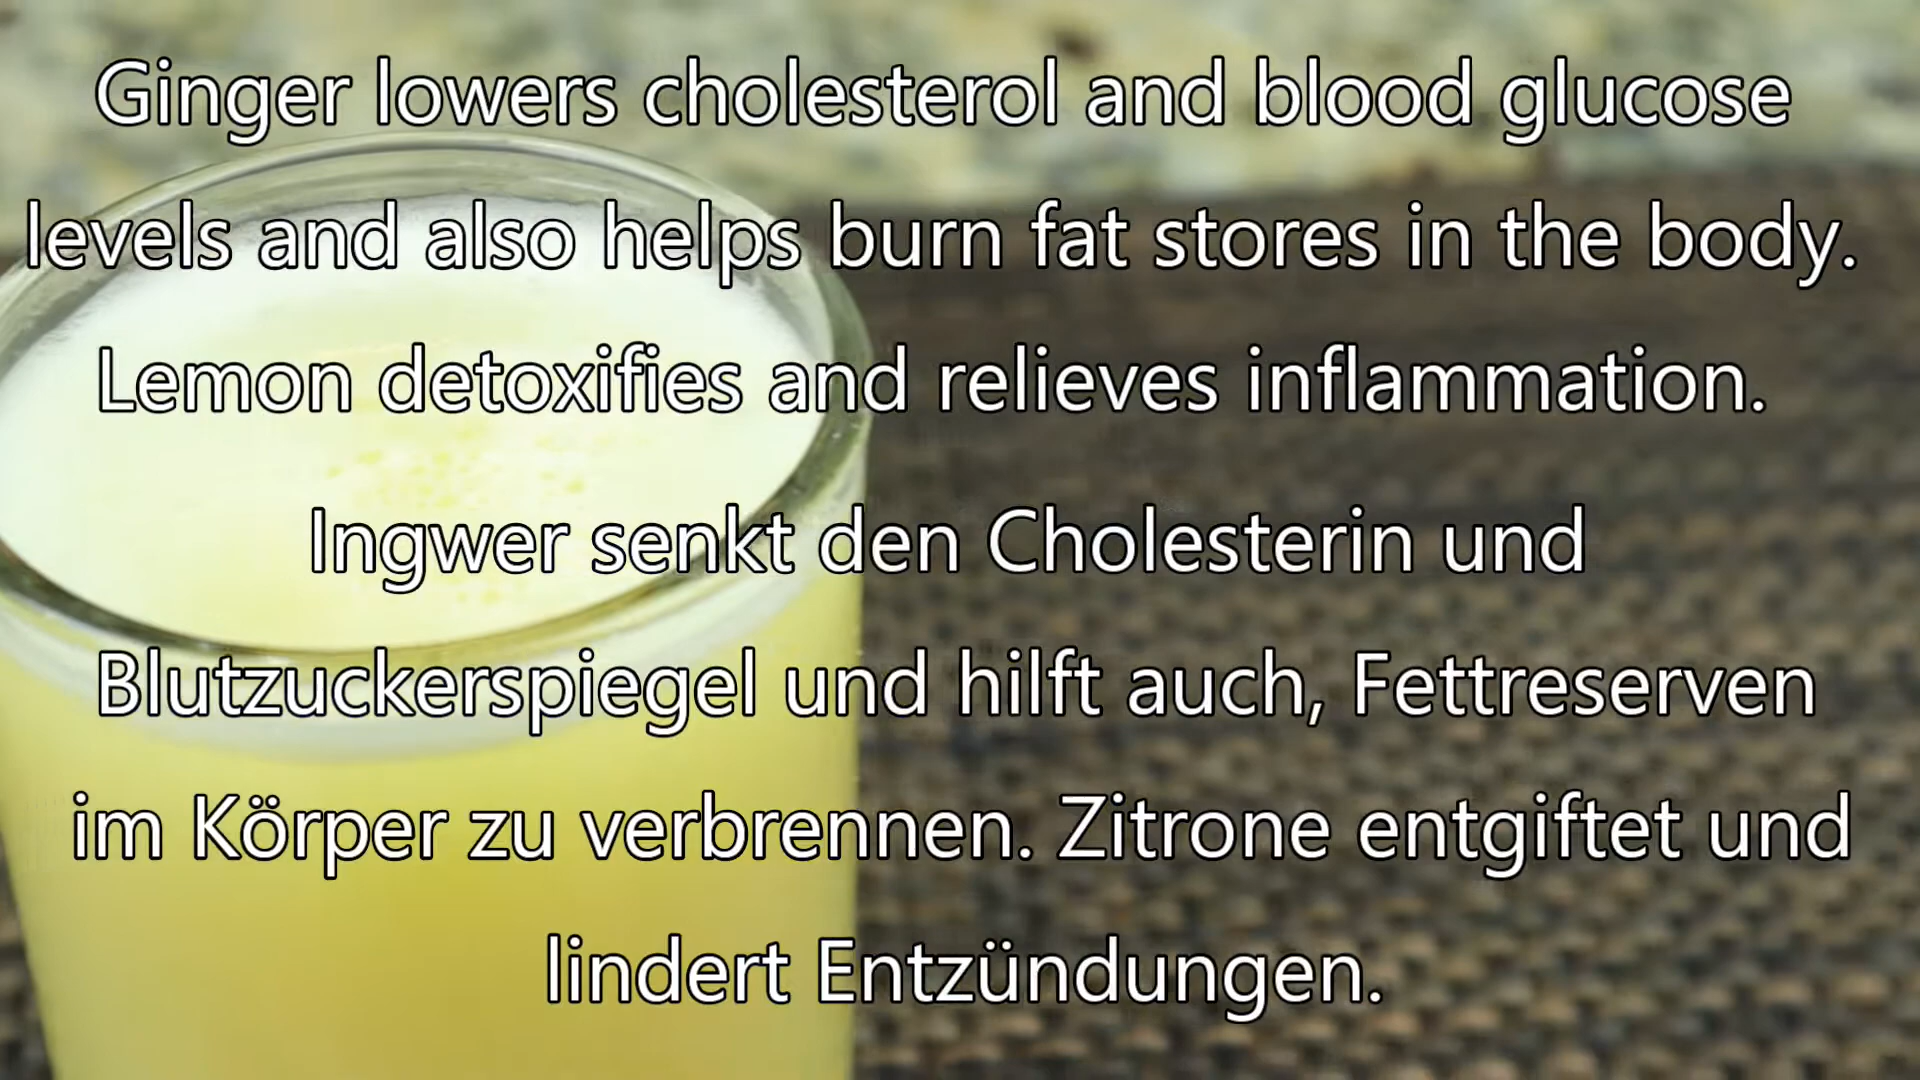 Ginger lowers cholesterol and blood glucose
levels and also helps burn fat stores in the body.
Lemon detoxifies and relieves inflammation.
Ingwer senkt den Cholesterin und
Blutzuckerspiegel und hilft auch, Fettreserven
im Körper zu verbrennen. Zitrone entgiftet und
lindert Entzündungen.